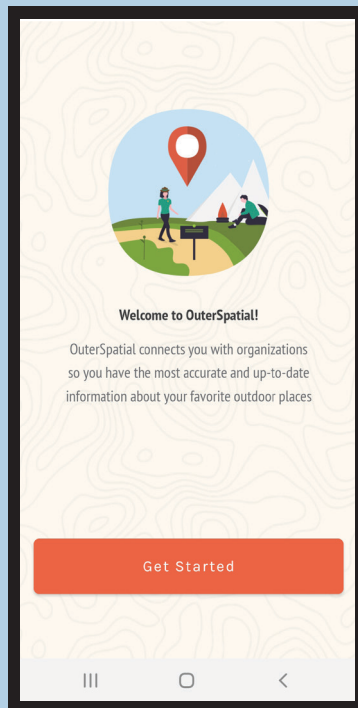 Welcome to OuterSpatial!
OuterSpatial connects you with organizations
so you have the most accurate and up-to-date
information about your favorite outdoor places
Get Started